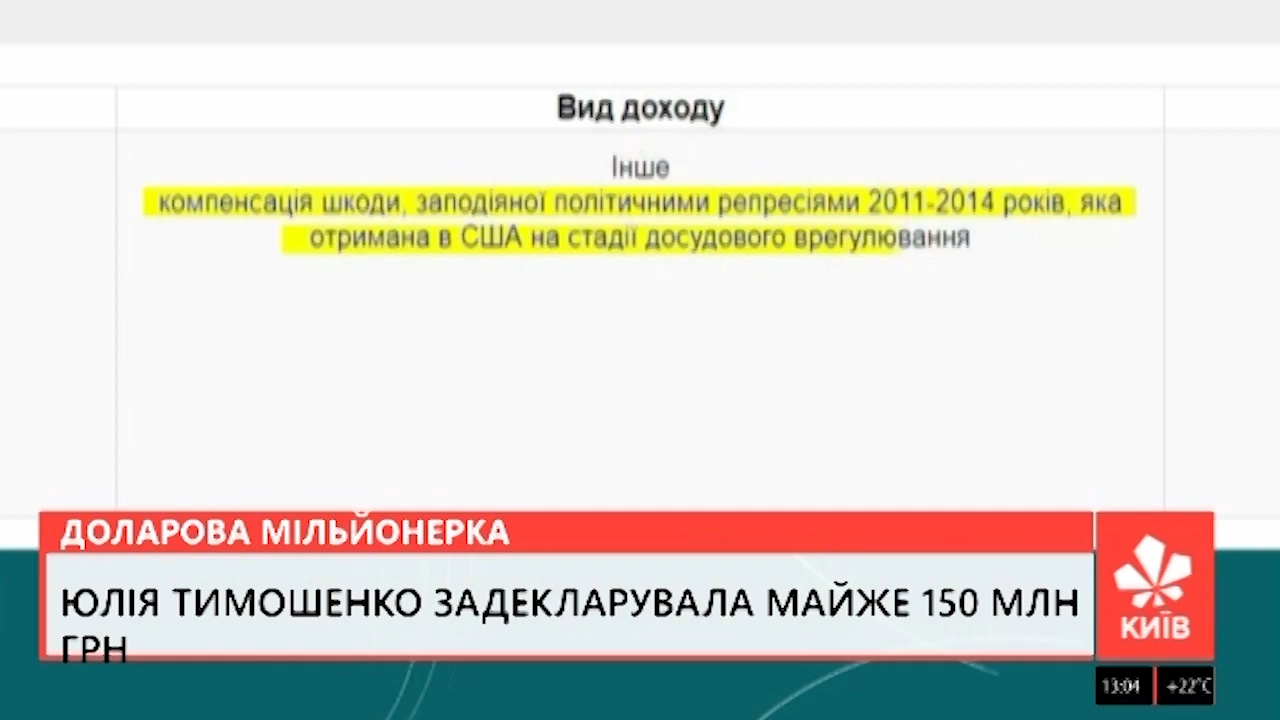 Вид доходу
Інше
компенсація шкоди, заподіяної політичними репресіями 2011-2014 років, яка
отримана в США на стадії досудового врегулювання
ДОЛАРОВА МІЛЬЙОНЕРКА
ЮЛІЯ ТИМОШЕНКО ЗАДЕКЛАРУВАЛА МАЙЖЕ 150 МЛН
ГРН
КИЇВ
13:04 +22°C